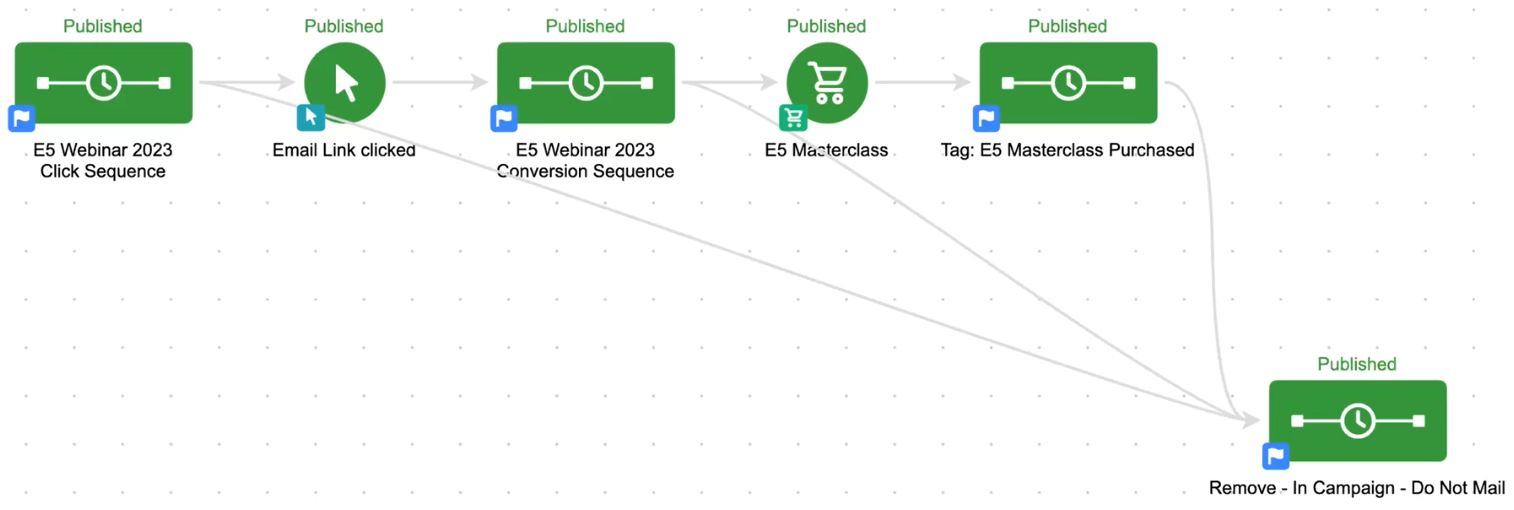 Published
Published
Published
Published
Published
E5 Webinar 2023
Click Sequence
Email Link clicked
E5 Webinar 2023
Conversion Sequence
E5 Masterclass
Tag: E5 Masterclass Purchased
Published
Remove - In Campaign - Do Not Mail